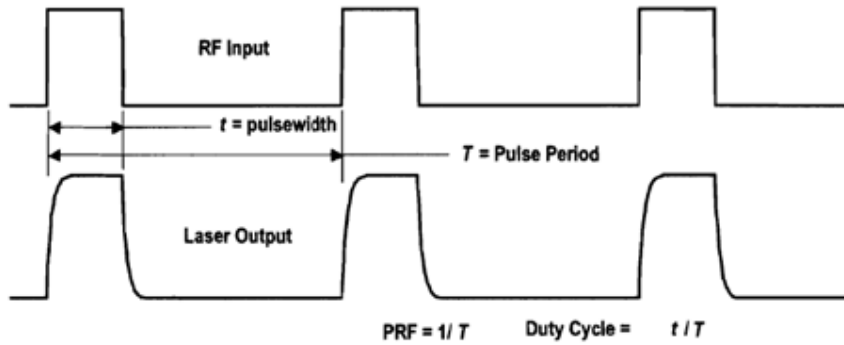 RF Input
t = pulsewidth
T = Pulse Period
Laser Output
PRF = 1/ T Duty Cycle = t / T